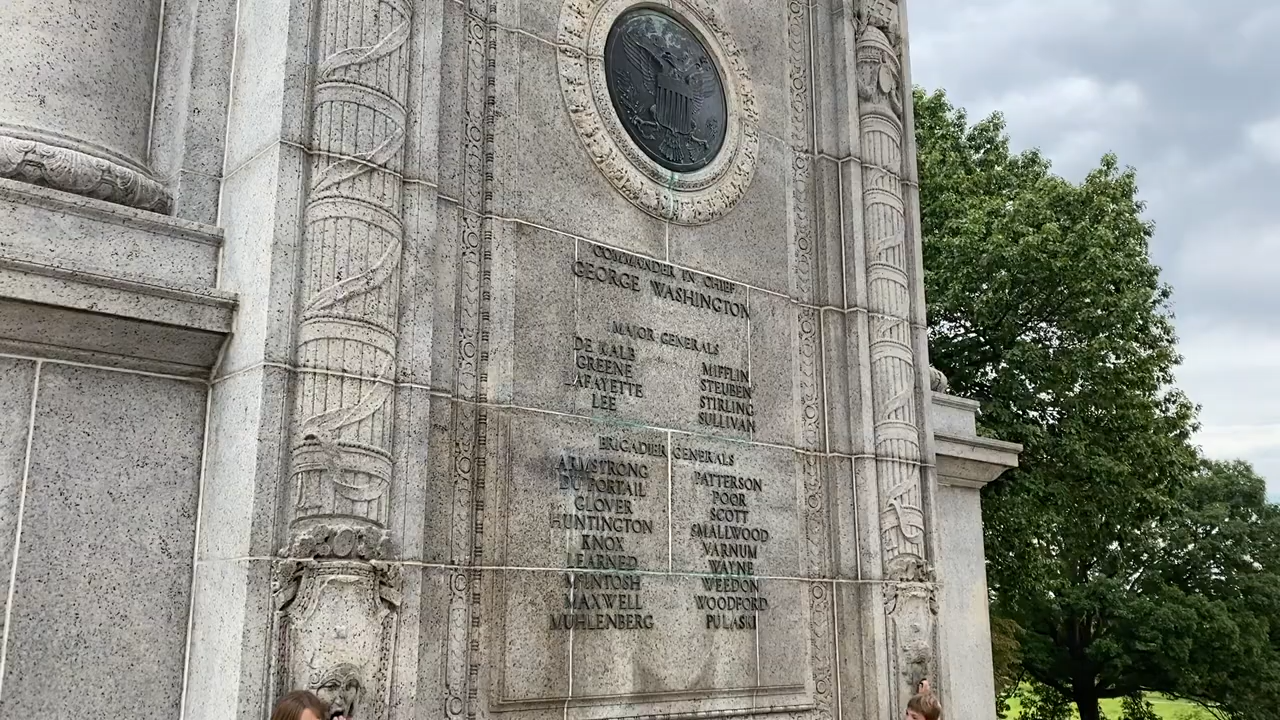 COMMANDER IN CHIEF
GEORGE WASHINGTON
MAJOR GENERALS
DE KALB
GREENE
LAFAYETTE
LEE
MIFFLIN
STEUBEN
STIRLING
SULLIVAN
BRIGADIER GENERALS
ARMSTRONG
DU PORTAIL
GLOVER
HUNTINGTON
KNOX
LEARNED
McINTOSH
MAXWELL
MUHLENBERG
PATTERSON
POOR
SCOTT
SMALLWOOD
VARNUM
WAYNE
WEEDON
WOODFORD
PULASKI